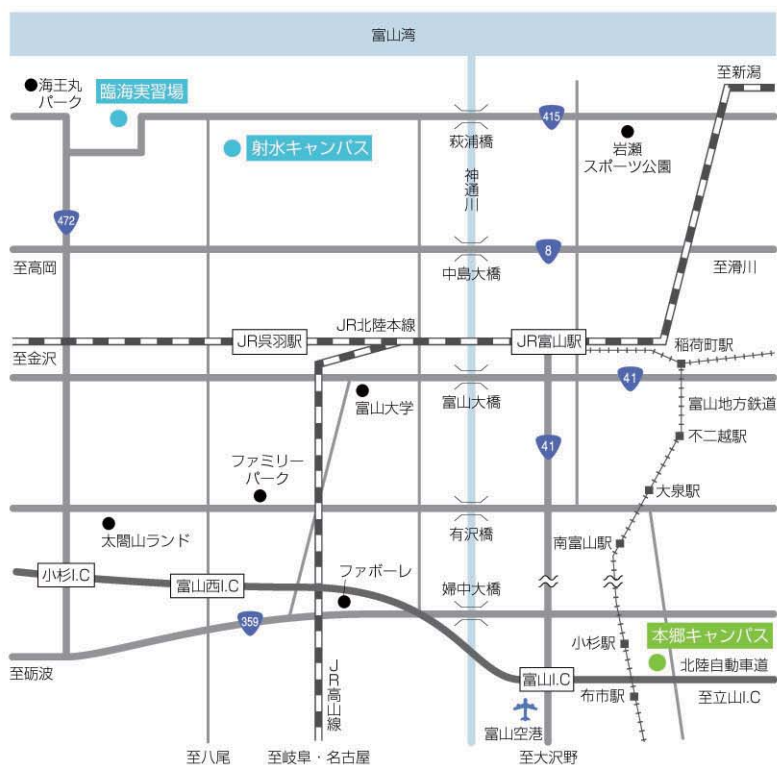 富山湾
至新潟
海王丸
パーク
臨海実習場
415
萩浦橋
岩瀬
スポーツ公園
射水キャンパス
神通川
472
8
至高岡
中島大橋
至滑川
JR北陸本線
JR呉羽駅
JR富山駅
至金沢
稲荷町駅
41
富山大学
富山大橋
富山地方鉄道
41
不二越駅
ファミリー
パーク
大泉駅
太閤山ランド
有沢橋
南富山駅
小杉I.C
富山西I.C
ファボーレ
婦中大橋
359
本郷キャンパス
小杉駅
北陸自動車道
至砺波
JR高山線
富山I.C
布市駅
至立山I.C
富山空港
至八尾
至岐阜・名古屋
至大沢野